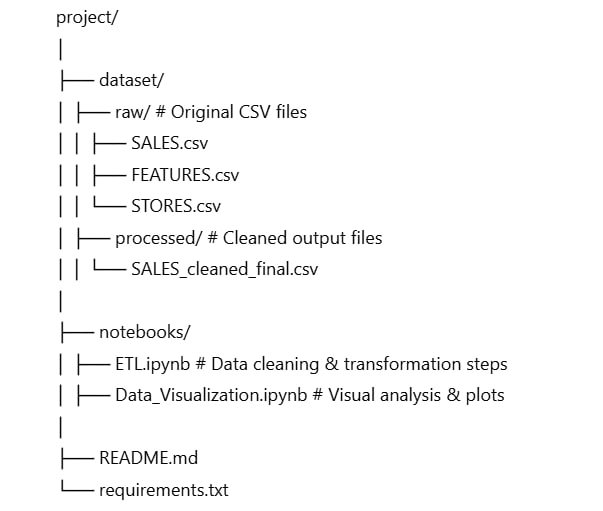 project/
│
├── dataset/
│ ├── raw/ # Original CSV files
│ │ ├── SALES.csv
│ │ ├── FEATURES.csv
│ │ └── STORES.csv
│ ├── processed/ # Cleaned output files
│ │ └── SALES_cleaned_final.csv
│
├── notebooks/
│ ├── ETL.ipynb # Data cleaning & transformation steps
│ ├── Data_Visualization.ipynb # Visual analysis & plots
│
├── README.md
└── requirements.txt